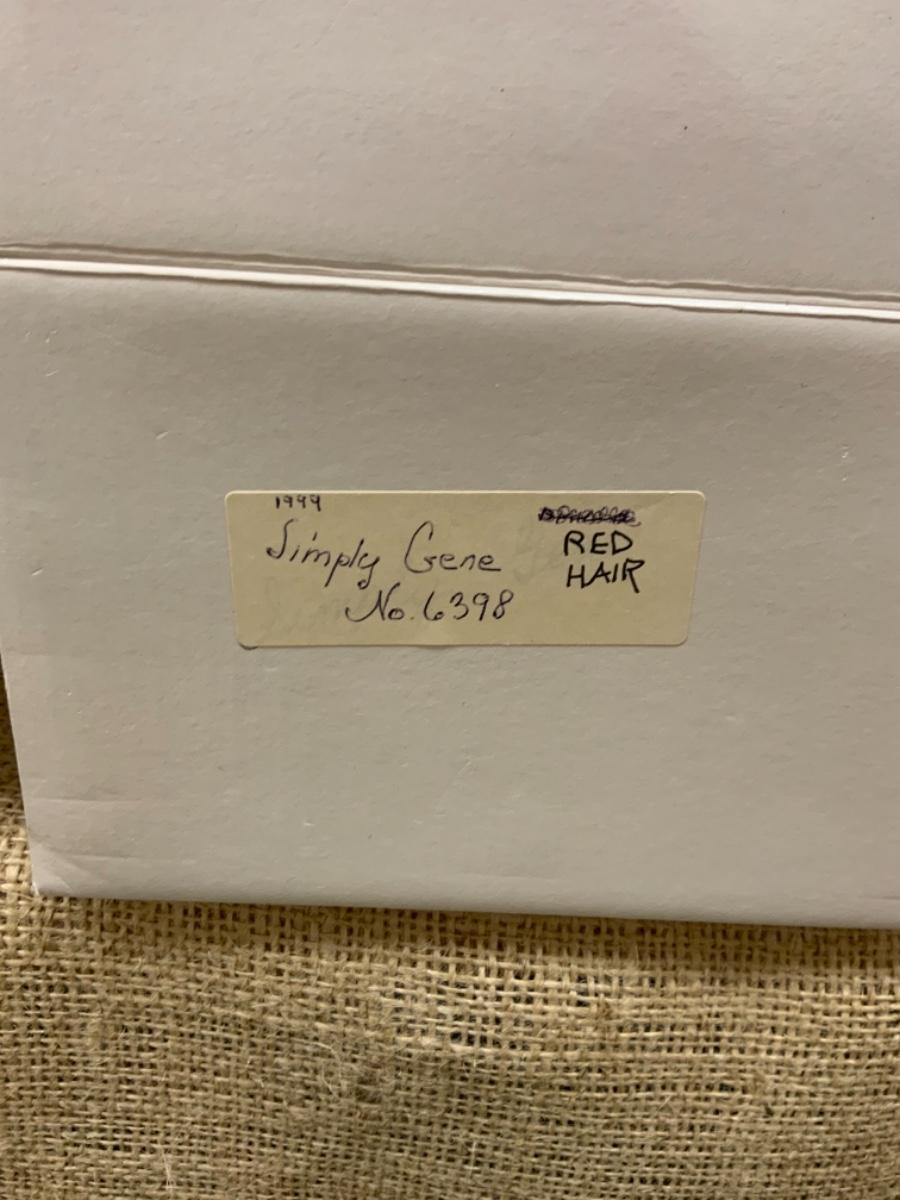 1999
Simply Gene
No. 6398
RED
HAIR